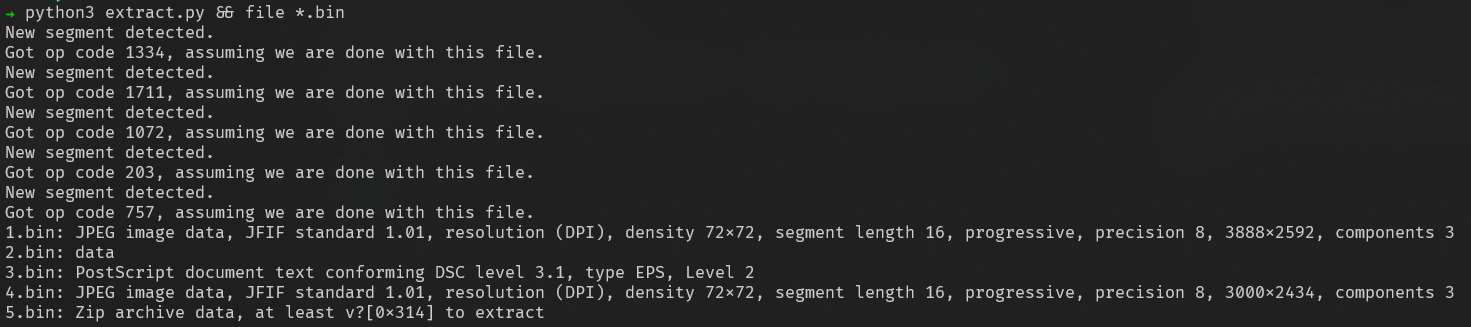 → python3 extract.py && file *.bin
New segment detected.
Got op code 1334, assuming we are done with this file.
New segment detected.
Got op code 1711, assuming we are done with this file.
New segment detected.
Got op code 1072, assuming we are done with this file.
New segment detected.
Got op code 203, assuming we are done with this file.
New segment detected.
Got op code 757, assuming we are done with this file.
1.bin: JPEG image data, JFIF standard 1.01, resolution (DPI), density 72×72, segment length 16, progressive, precision 8, 3888×2592, components 3
2.bin: data
3.bin: PostScript document text conforming DSC level 3.1, type EPS, Level 2
4.bin: JPEG image data, JFIF standard 1.01, resolution (DPI), density 72×72, segment length 16, progressive, precision 8, 3000×2434, components 3
5.bin: Zip archive data, at least v?[0×314] to extract